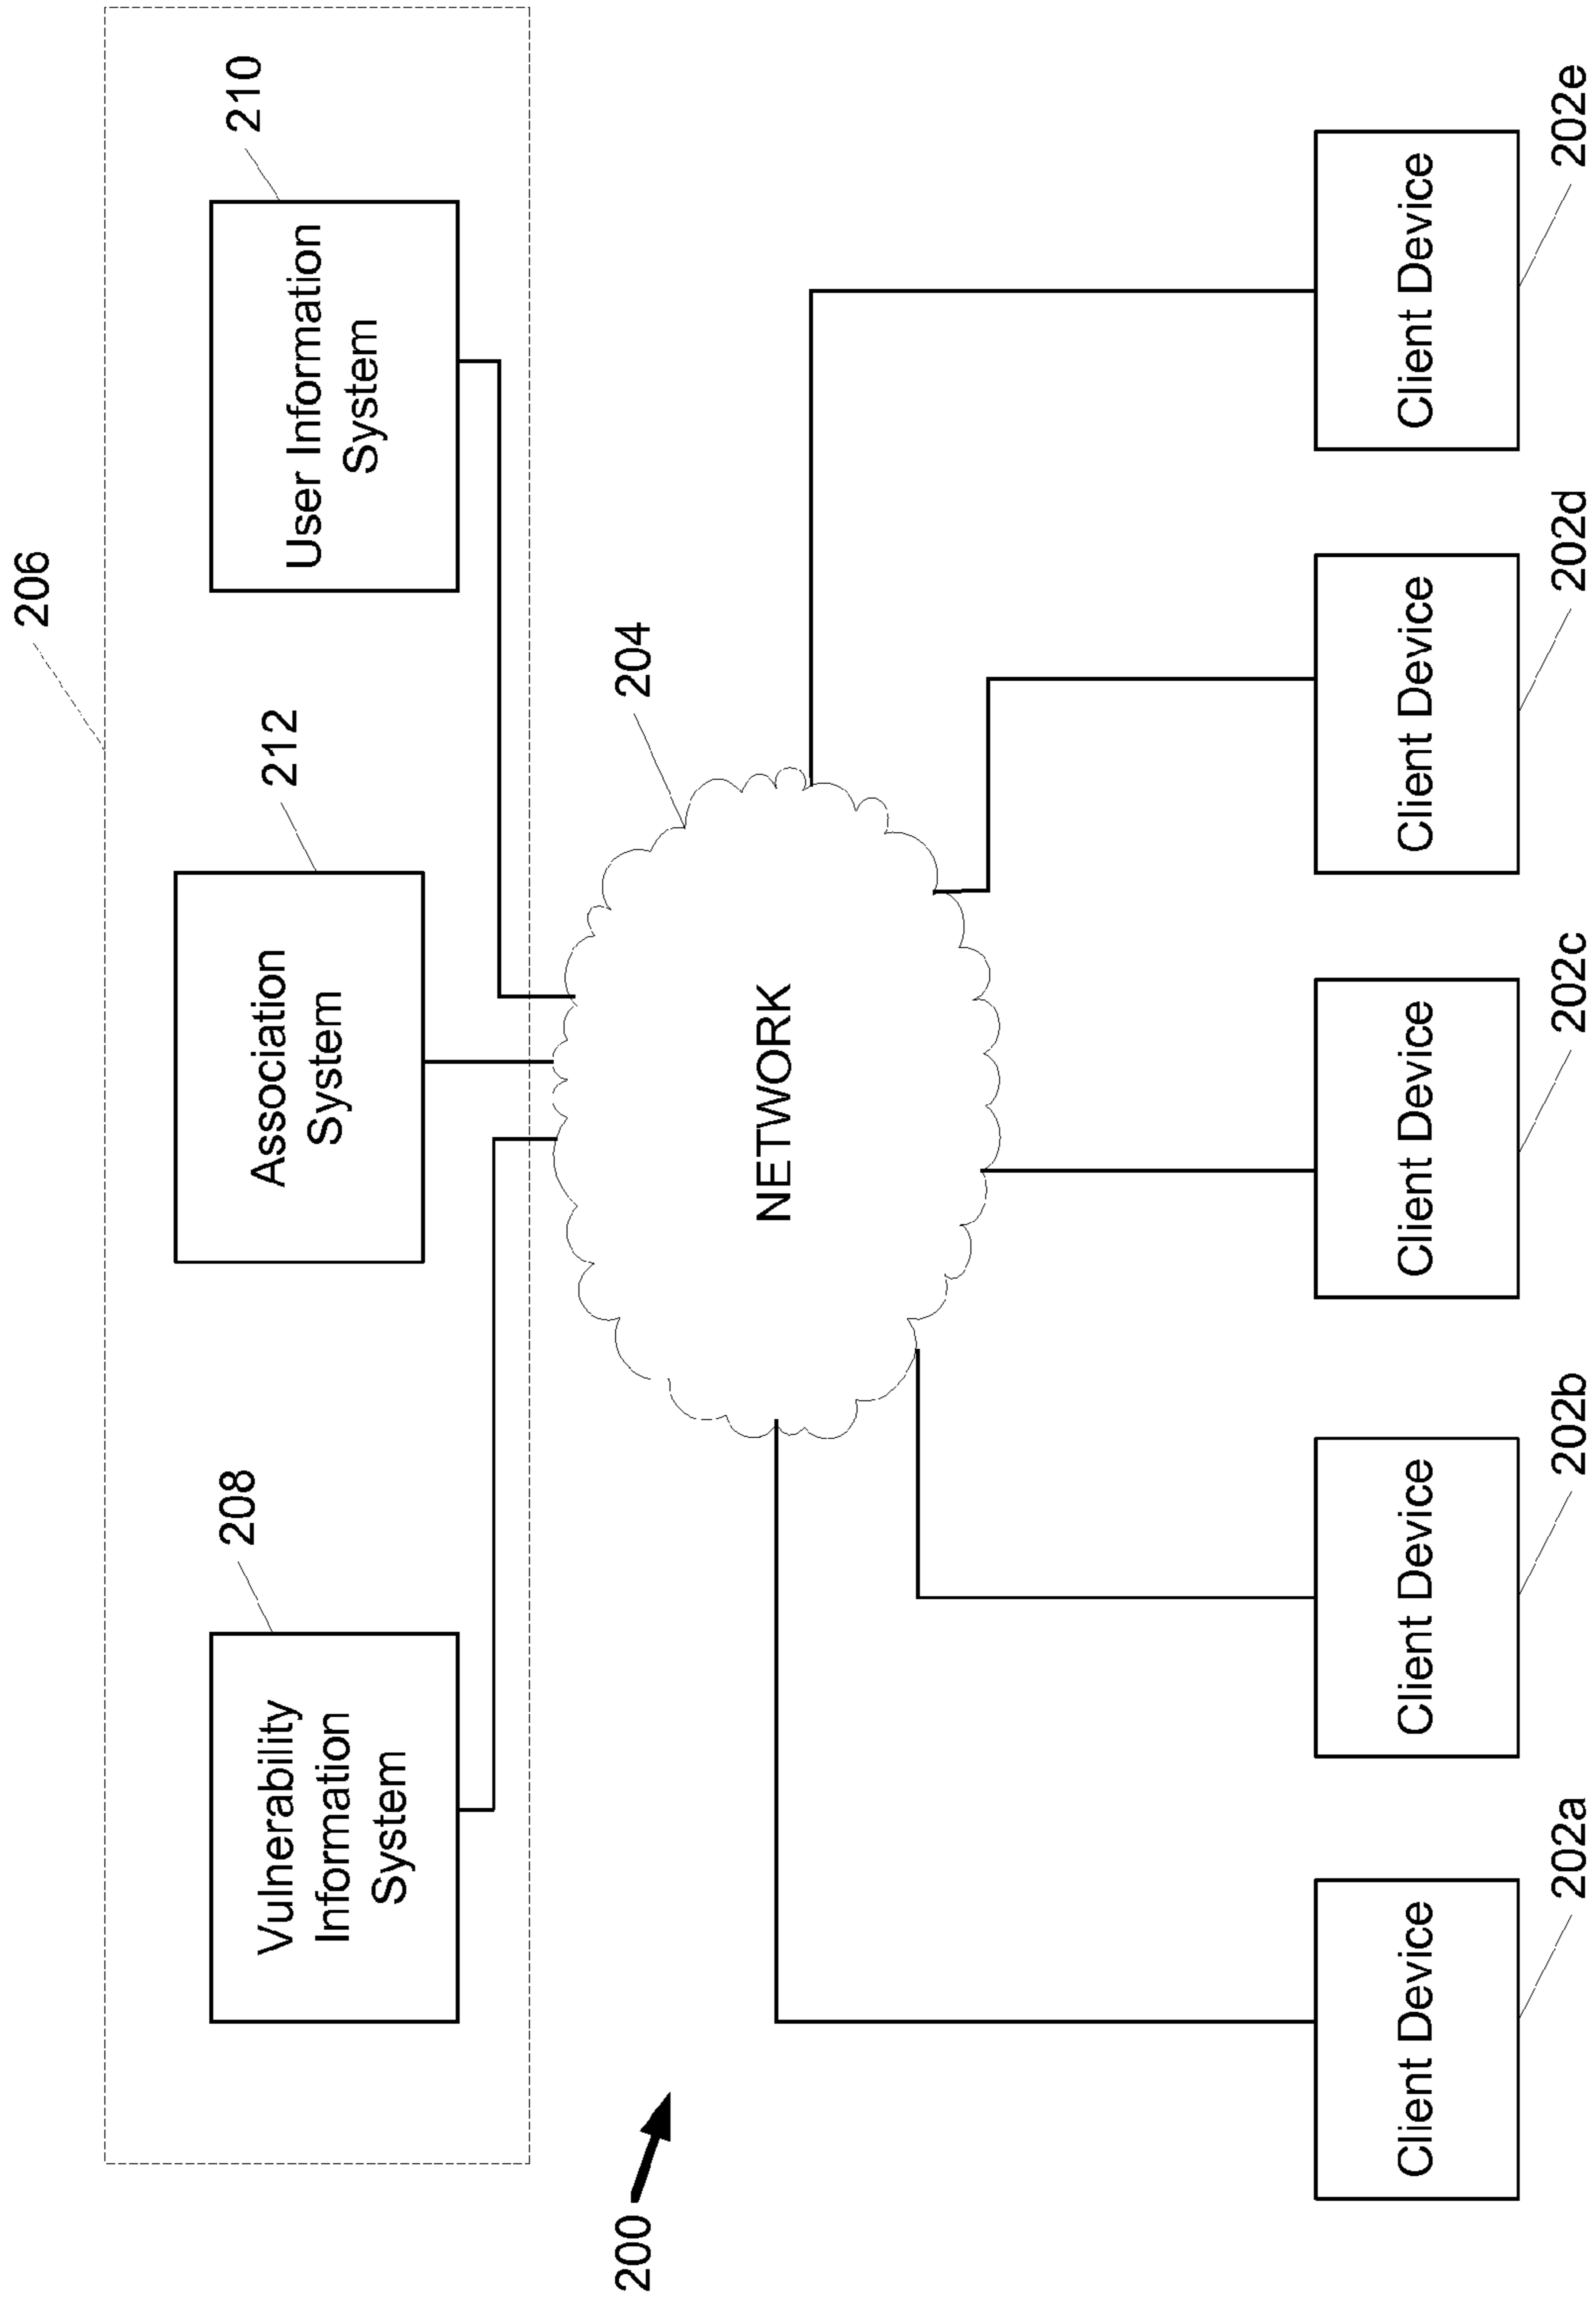 206
208
212
210
Vulnerability
Information
System
Association
System
User Information
System
204
NETWORK
200
Client Device
Client Device
Client Device
Client Device
Client Device
202a
202b
202c
202d
202e